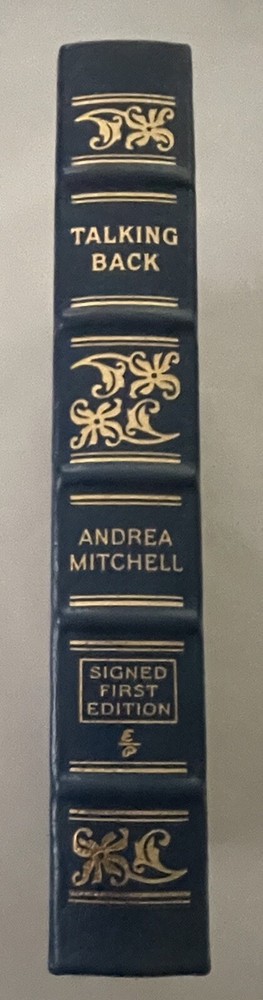 TALKING
BACK
ANDREA
MITCHELL
SIGNED
FIRST
EDITION
E
P